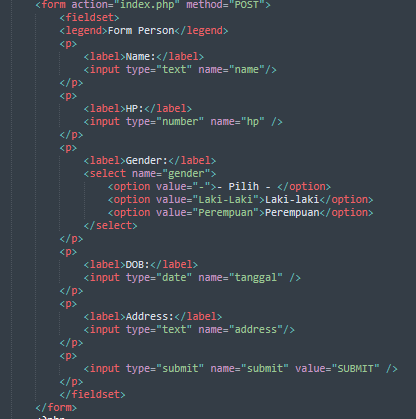 <form action="index.php" method="POST">
<fieldset>
<legend>Form Person</legend>
<p>
<label>Name:</label>
<input type="text" name="name"/>
</p>
<p>
<label>HP:</label>
<input type="number" name="hp" />
</p>
<p>
<label>Gender:</label>
<select name="gender">
<option value="-">- Pilih - </option>
<option value="Laki-Laki">Laki-laki</option>
<option value="Perempuan">Perempuan</option>
</select>
</p>
<p>
<label>DOB:</label>
<input type="date" name="tanggal" />
</p>
<p>
<label>Address:</label>
<input type="text" name="address"/>
</p>
<p>
<input type="submit" name="submit" value="SUBMIT" />
</p>
</fieldset>
</form>
<?php